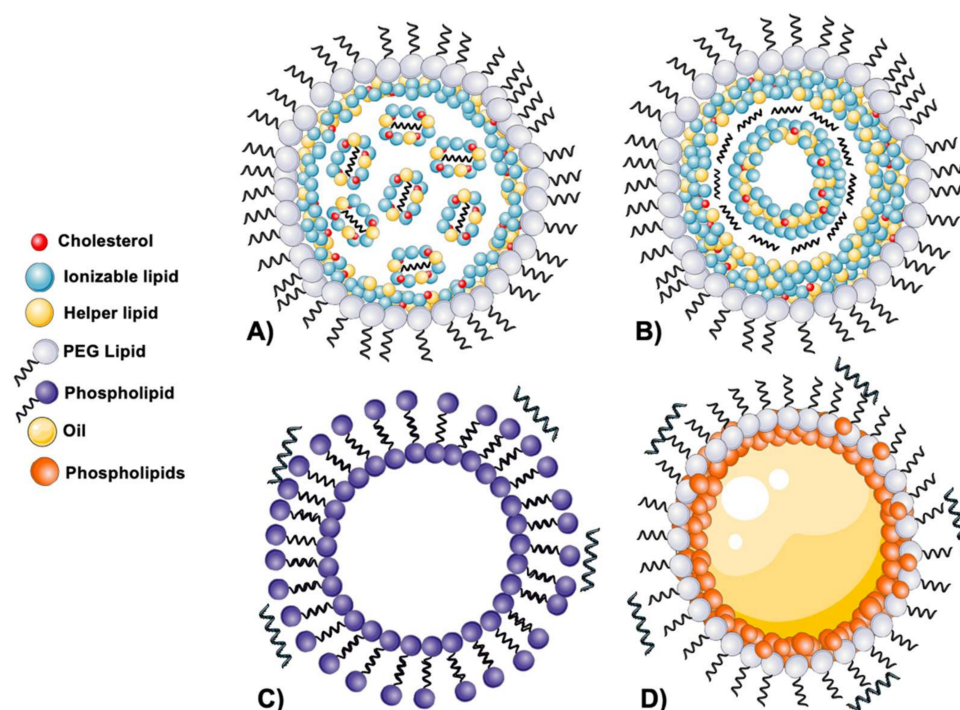 Cholesterol
Ionizable lipid
Helper lipid
PEG Lipid
Phospholipid
Oil
Phospholipids
A)
B)
C)
D)